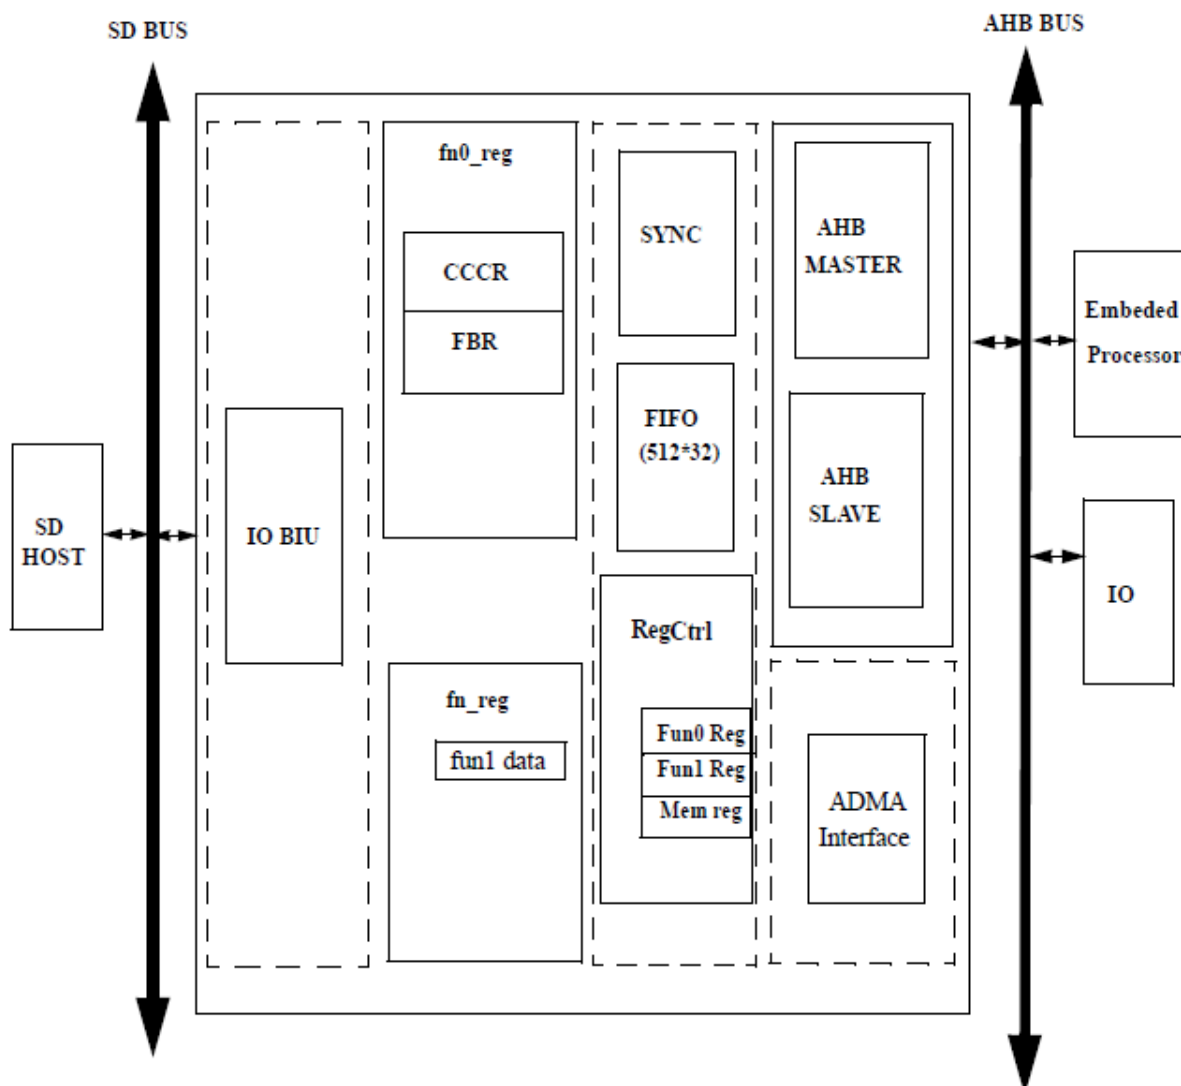 SD BUS
AHB BUS
fn0_reg
CCCR
FBR
SYNC
FIFO
(512*32)
AHB
MASTER
AHB
SLAVE
Embeded
Processor
SD
HOST
IO BIU
IO
RegCtrl
Fun0 Reg
Fun1 Reg
Mem reg
fn_reg
fun1 data
ADMA
Interface